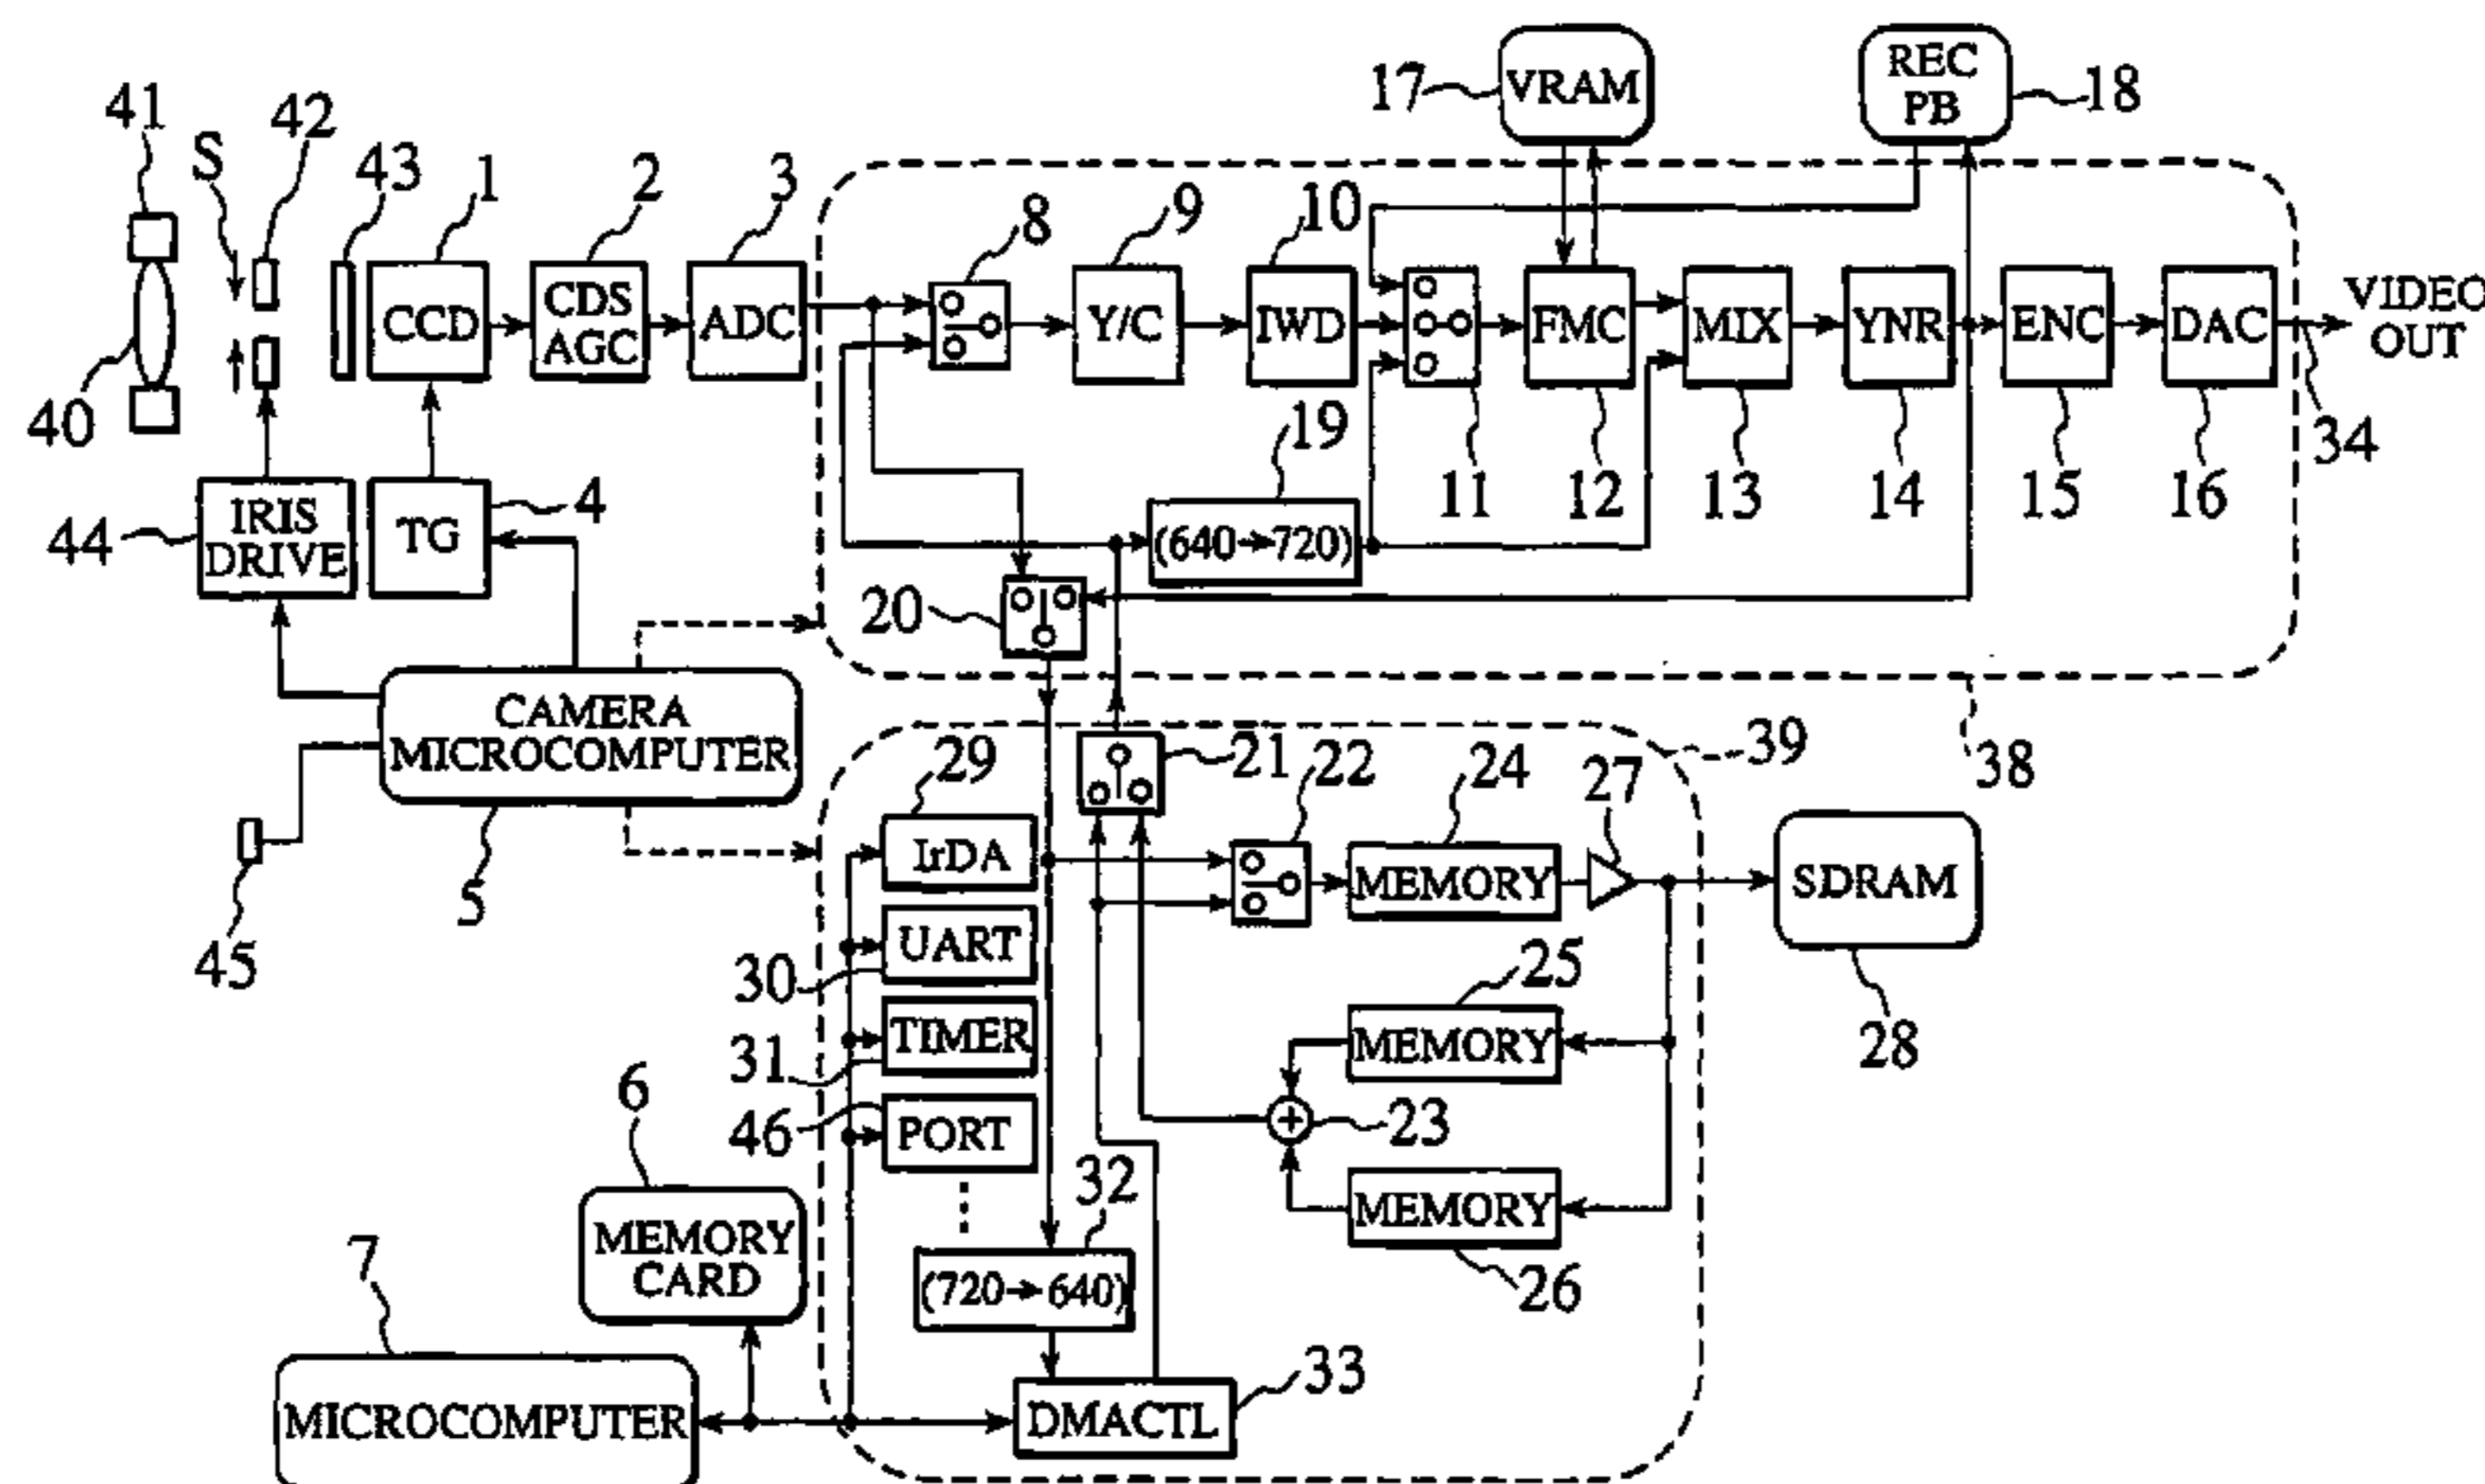 41
S
42
43
1
2
3
8
9
10
17
VRAM
REC
PB
18
CCD
CDS
AGC
ADC
Y/C
IWD
FMC
MIX
YNR
ENC
DAC
VIDEO
OUT
40
19
11
12
13
14
15
16
34
44
IRIS
DRIVE
TG
4
(640→720)
20
CAMERA
MICROCOMPUTER
5
45
29
21
22
24
27
39
38
IrDA
MEMORY
SDRAM
28
30
UART
25
31
TIMER
MEMORY
46
PORT
23
6
32
MEMORY
26
MEMORY
CARD
(720→640)
7
33
MICROCOMPUTER
DMACTL